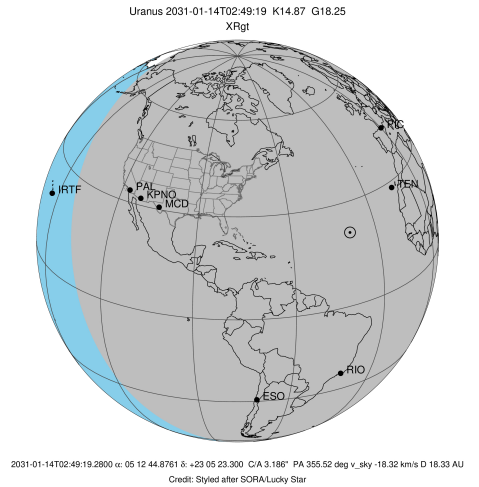 Uranus 2031-01-14T02:49:19 K14.87 G18.25
XRgt
PIC
TEN
IRTF
PAL
KPNO
MCD
RIO
ESO
2031-01-14T02:49:19.2800 α: 05 12 44.8761 δ: +23 05 23.300 C/A 3.186" PA 355.52 deg v_sky -18.32 km/s D 18.33 AU
Credit: Styled after SORA/Lucky Star